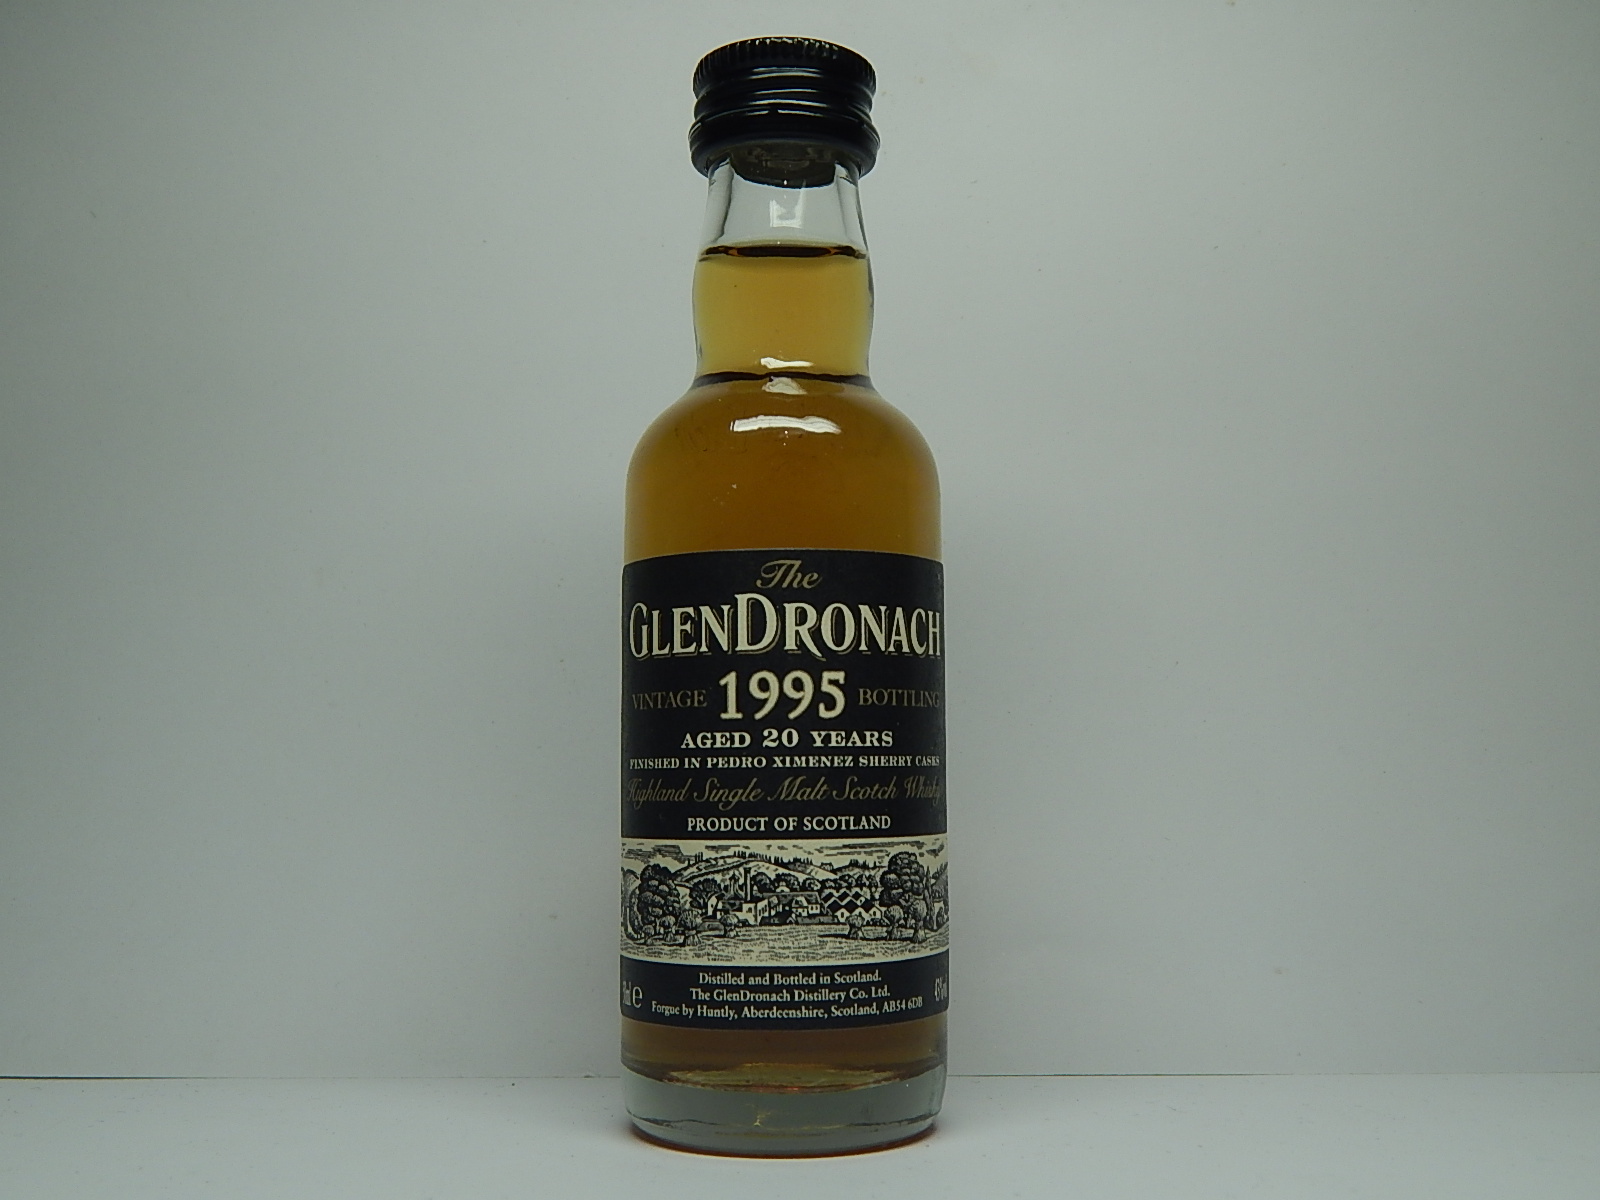 The
GLENDRONACH
VINTAGE 1995 BOTTLING
AGED 20 YEARS
FINISHED IN PEDRO XIMENEZ SHERRY CASKS
Highland Single Malt Scotch Whisky
PRODUCT OF SCOTLAND
Distilled and Bottled in Scotland.
The GlenDronach Distillery Co. Ltd.
Forgue by Huntly, Aberdeenshire, Scotland, AB54 6DB
e